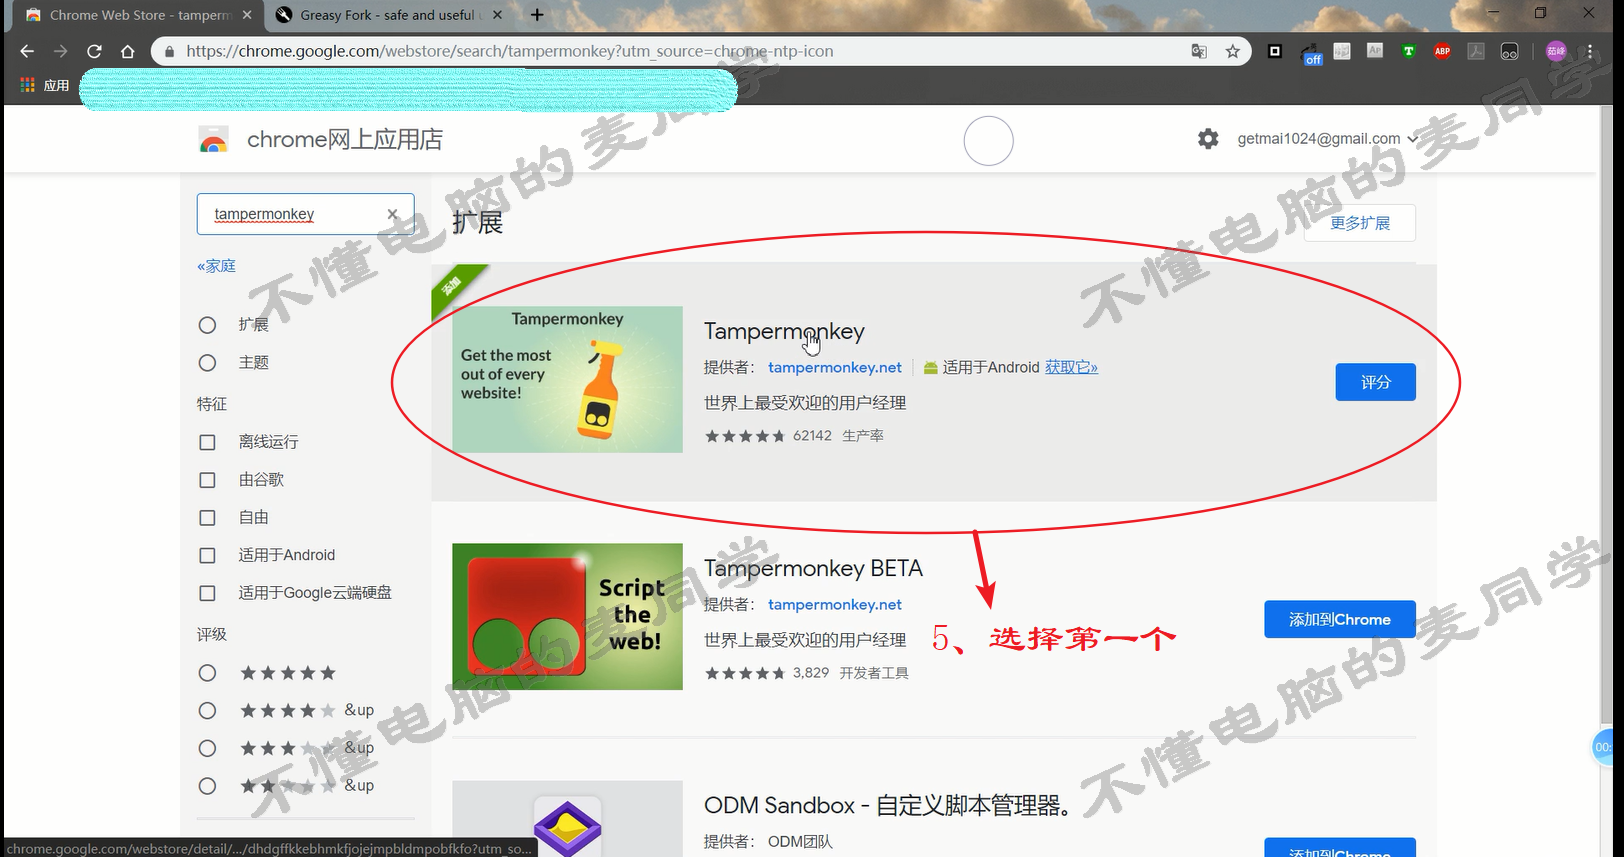 Chrome Web Store - tamperm
Greasy Fork - safe and useful
https://chrome.google.com/webstore/search/tampermonkey?utm_source=chrome-ntp-icon
off
AP
T
ABP
茹峰
应用
chrome网上应用店
getmai1024@gmail.com
tampermonkey
«家庭
扩展
主题
特征
离线运行
由谷歌
自由
适用于Android
适用于Google云端硬盘
评级
&up
&up
&up
扩展
更多扩展
添加
Tampermonkey
Get the most
out of every
website!
Tampermonkey
提供者： tampermonkey.net 适用于Android 获取它»
世界上最受欢迎的用户经理
62142 生产率
评分
Script
the
web!
Tampermonkey BETA
提供者： tampermonkey.net
世界上最受欢迎的用户经理
3,829 开发者工具
添加到Chrome
5、选择第一个
ODM Sandbox - 自定义脚本管理器。
提供者： ODM团队
添加到Chrome
00:
chrome.google.com/webstore/detail/.../dhdgffkkebhmkfjojejmpbldmpobfkfo?utm_so...
不懂电脑的麦同学
不懂电脑的麦同学
不懂电脑的麦同学
不懂电脑的麦同学